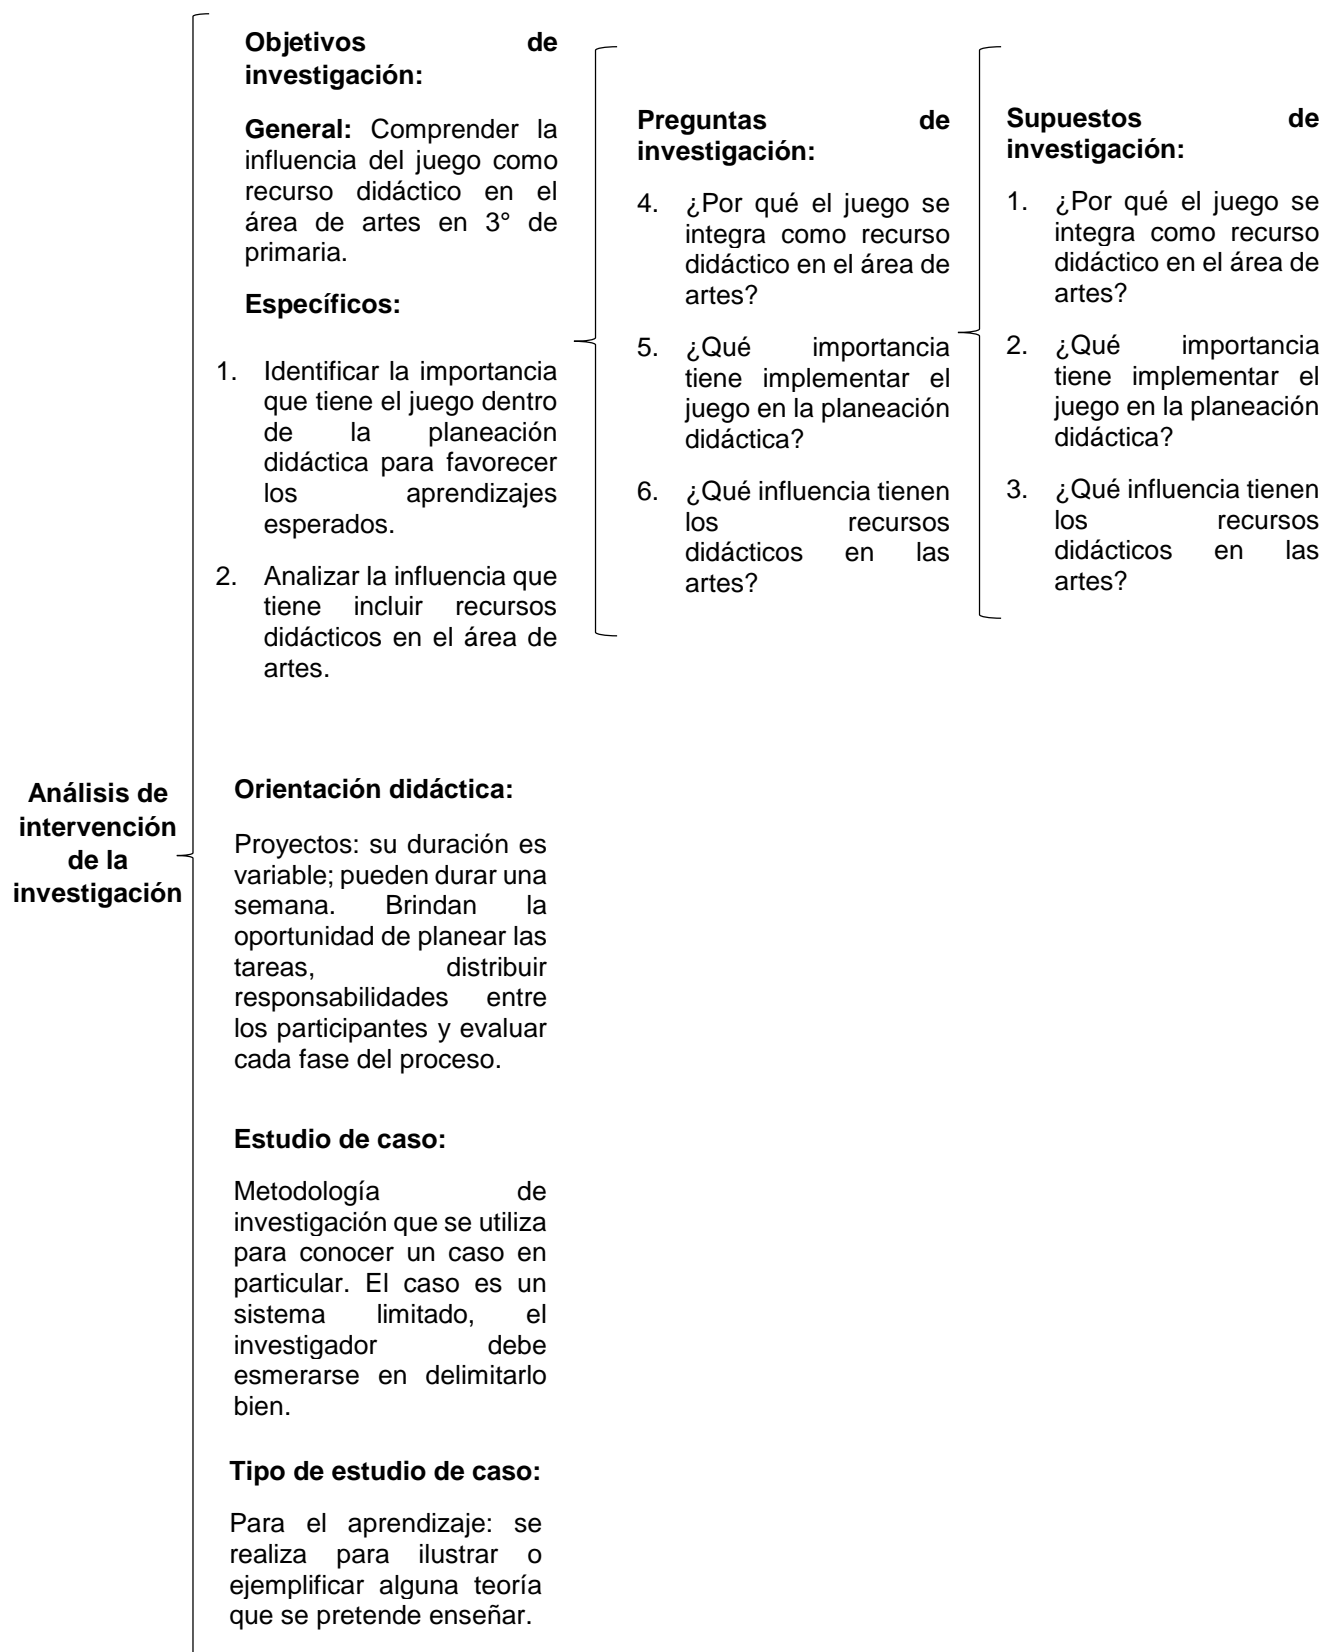 Análisis de
intervención
de la
investigación
Objetivos de
investigación:
General: Comprender la
influencia del juego como
recurso didáctico en el
área de artes en 3° de
primaria.
Específicos:
1. Identificar la importancia
que tiene el juego dentro
de la planeación
didáctica para favorecer
los aprendizajes
esperados.
2. Analizar la influencia que
tiene incluir recursos
didácticos en el área de
artes.
Preguntas de
investigación:
4. ¿Por qué el juego se
integra como recurso
didáctico en el área de
artes?
5. ¿Qué importancia
tiene implementar el
juego en la planeación
didáctica?
6. ¿Qué influencia tienen
los recursos
didácticos en las
artes?
Supuestos de
investigación:
1. ¿Por qué el juego se
integra como recurso
didáctico en el área de
artes?
2. ¿Qué importancia
tiene implementar el
juego en la planeación
didáctica?
3. ¿Qué influencia tienen
los recursos
didácticos en las
artes?
Orientación didáctica:
Proyectos: su duración es
variable; pueden durar una
semana. Brindan la
oportunidad de planear las
tareas, distribuir
responsabilidades entre
los participantes y evaluar
cada fase del proceso.
Estudio de caso:
Metodología de
investigación que se utiliza
para conocer un caso en
particular. El caso es un
sistema limitado, el
investigador debe
esmerarse en delimitarlo
bien.
Tipo de estudio de caso:
Para el aprendizaje: se
realiza para ilustrar o
ejemplificar alguna teoría
que se pretende enseñar.